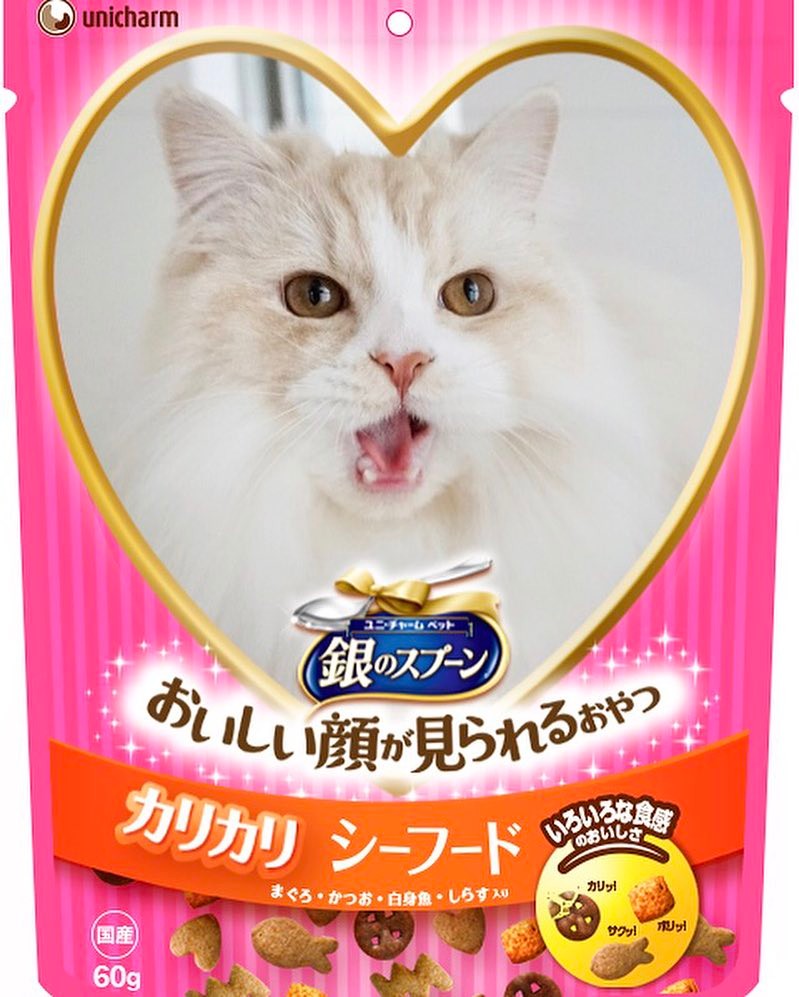 unicharm
ユニ・チャーム ペット
銀のスプーン
おいしい顔が見られるおやつ
カリカリ シーフード
まぐろ・かつお・白身魚・しらす入り
いろいろな食感
のおいしさ
カリッ!
サクッ!
ポリッ!
国産
60g